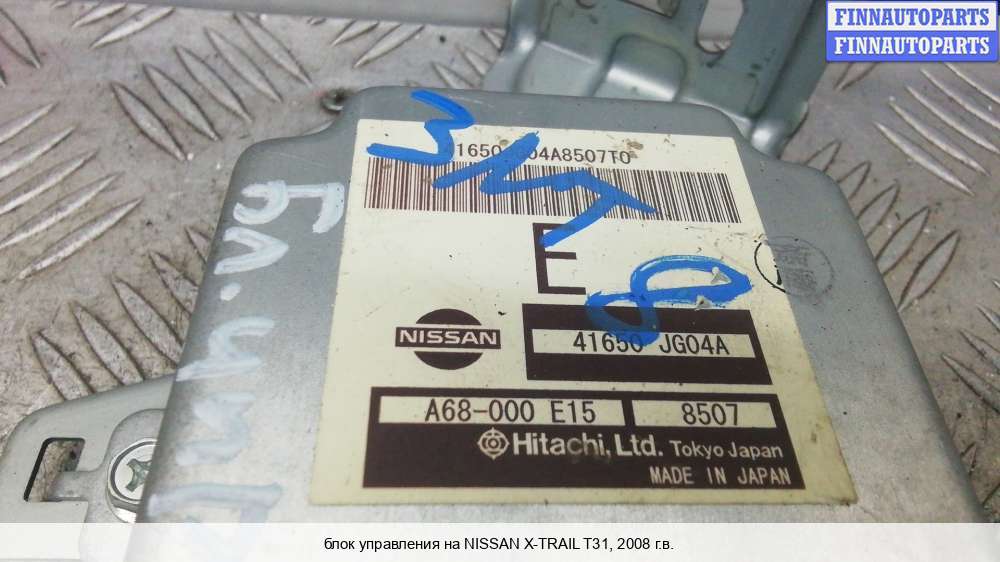 FINNAUTOPARTS
FINNAUTOPARTS
E
NISSAN
41650 JG04A
A68-000 E15
8507
Hitachi, Ltd. Tokyo Japan
MADE IN JAPAN
блок управления на NISSAN X-TRAIL T31, 2008 г.в.